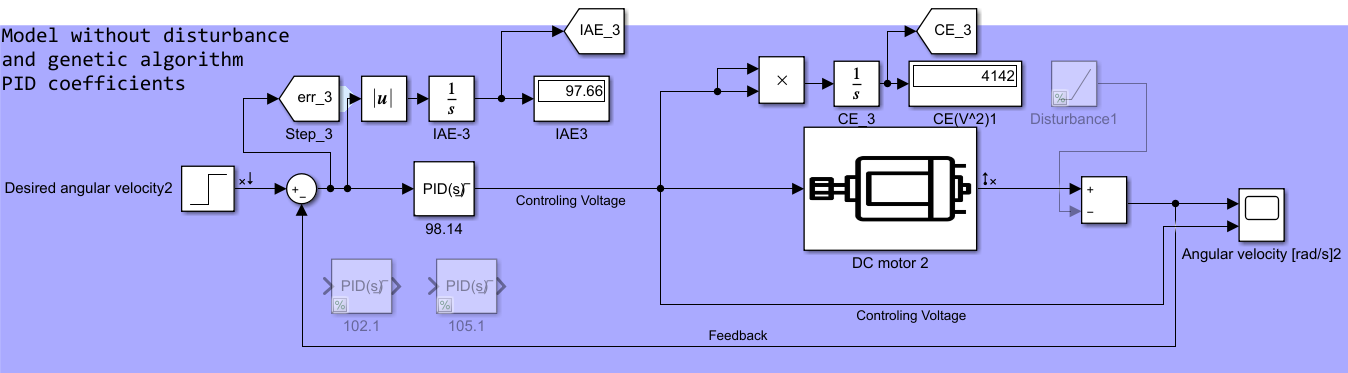 Model without disturbance
and genetic algorithm
PID coefficients
IAE_3
CE_3
err_3
Step_3
|u|
1
s
IAE-3
97.66
IAE3
×
1
s
CE_3
4142
CE(V^2)1
%
Disturbance1
Desired angular velocity2
+
−
PID(s)
98.14
Controling Voltage
DC motor 2
+
−
Angular velocity [rad/s]2
PID(s)
%
102.1
PID(s)
%
105.1
Controling Voltage
Feedback